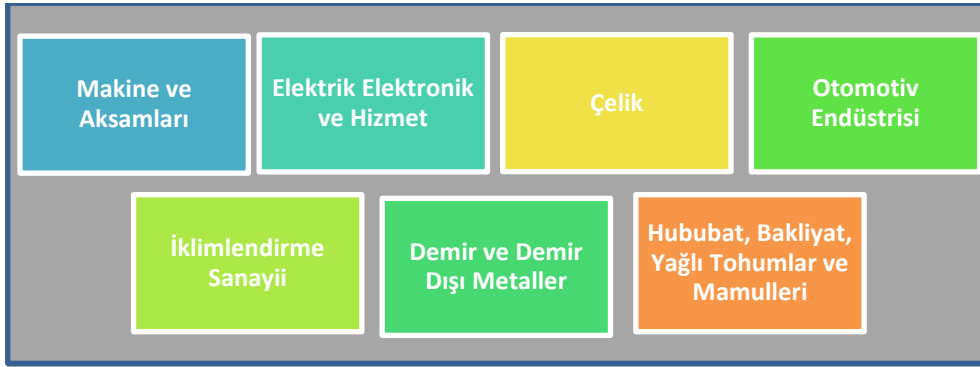 Makine ve
Aksamları
Elektrik Elektronik
ve Hizmet
Çelik
Otomotiv
Endüstrisi
İklimlendirme
Sanayii
Demir ve Demir
Dışı Metaller
Hububat, Bakliyat,
Yağlı Tohumlar ve
Mamulleri